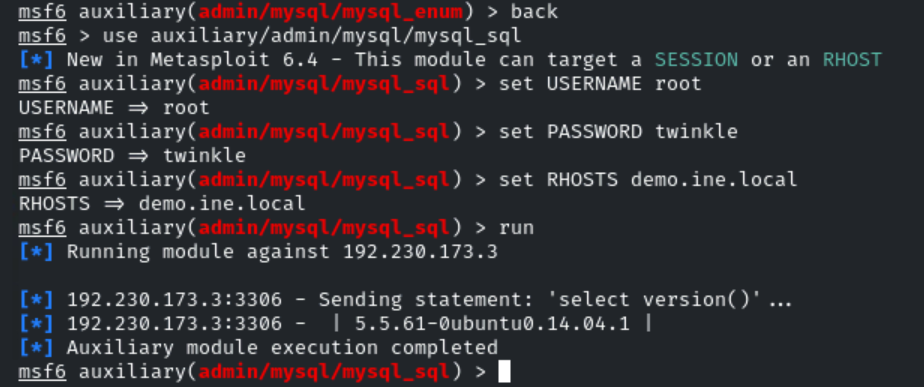 msf6 auxiliary(admin/mysql/mysql_enum) > back
msf6 > use auxiliary/admin/mysql/mysql_sql
[*] New in Metasploit 6.4 - This module can target a SESSION or an RHOST
msf6 auxiliary(admin/mysql/mysql_sql) > set USERNAME root
USERNAME ⇒ root
msf6 auxiliary(admin/mysql/mysql_sql) > set PASSWORD twinkle
PASSWORD ⇒ twinkle
msf6 auxiliary(admin/mysql/mysql_sql) > set RHOSTS demo.ine.local
RHOSTS ⇒ demo.ine.local
msf6 auxiliary(admin/mysql/mysql_sql) > run
[*] Running module against 192.230.173.3
[*] 192.230.173.3:3306 - Sending statement: 'select version()'...
[*] 192.230.173.3:3306 -  | 5.5.61-0ubuntu0.14.04.1 |
[*] Auxiliary module execution completed
msf6 auxiliary(admin/mysql/mysql_sql) >